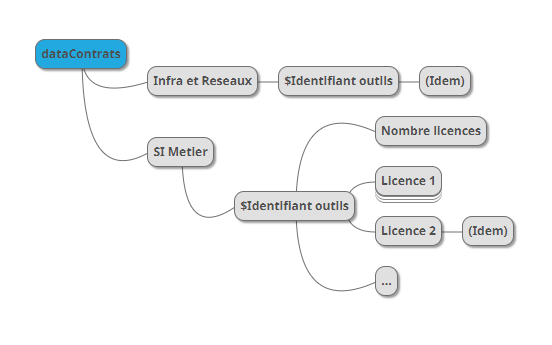 dataContrats
Infra et Reseaux
$Identifiant outils
(Idem)
SI Metier
$Identifiant outils
Nombre licences
Licence 1
Licence 2
(Idem)
...